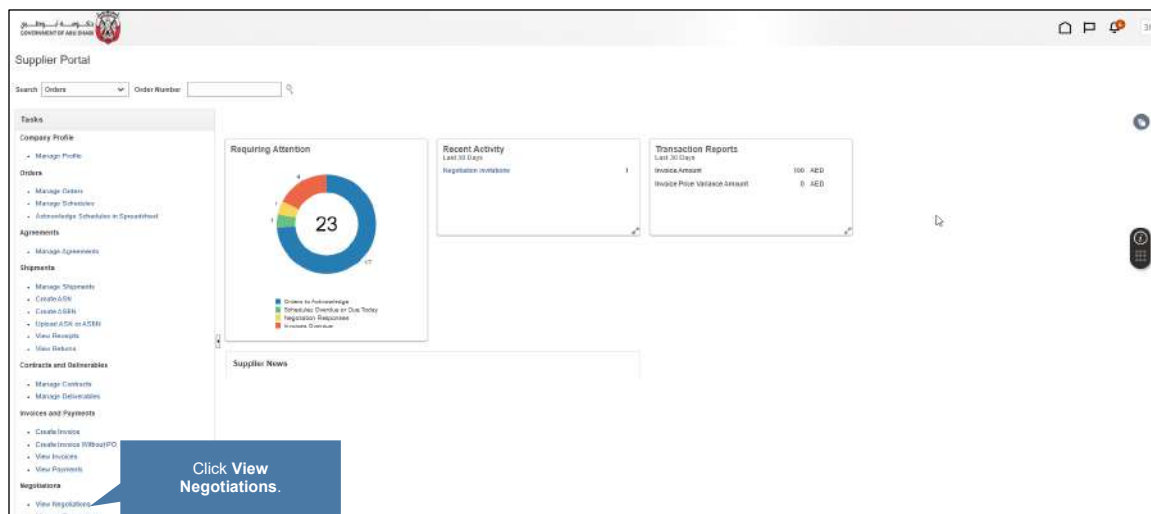 GOVERNMENT OF ABU DHABI
Supplier Portal
Search Orders Order Number
Tasks
Company Profile
Manage Profile
Orders
Manage Orders
Manage Schedules
Acknowledge Schedules in Spreadsheet
Agreements
Manage Agreements
Shipments
Manage Shipments
Create ASN
Create ASBN
Upload ASN or ASBN
View Receipts
View Returns
Contracts and Deliverables
Manage Contracts
Manage Deliverables
Invoices and Payments
Create Invoice
Create Invoice Without PO
View Invoices
View Payments
Negotiations
View Negotiations
Requiring Attention
4
1
1
23
17
Orders to Acknowledge
Schedules Overdue or Due Today
Negotiation Responses
Invoices Overdue
Recent Activity
Last 30 Days
Negotiation Invitations 1
Transaction Reports
Last 30 Days
Invoice Amount 100 AED
Invoice Price Variance Amount 0 AED
Supplier News
Click View
Negotiations.